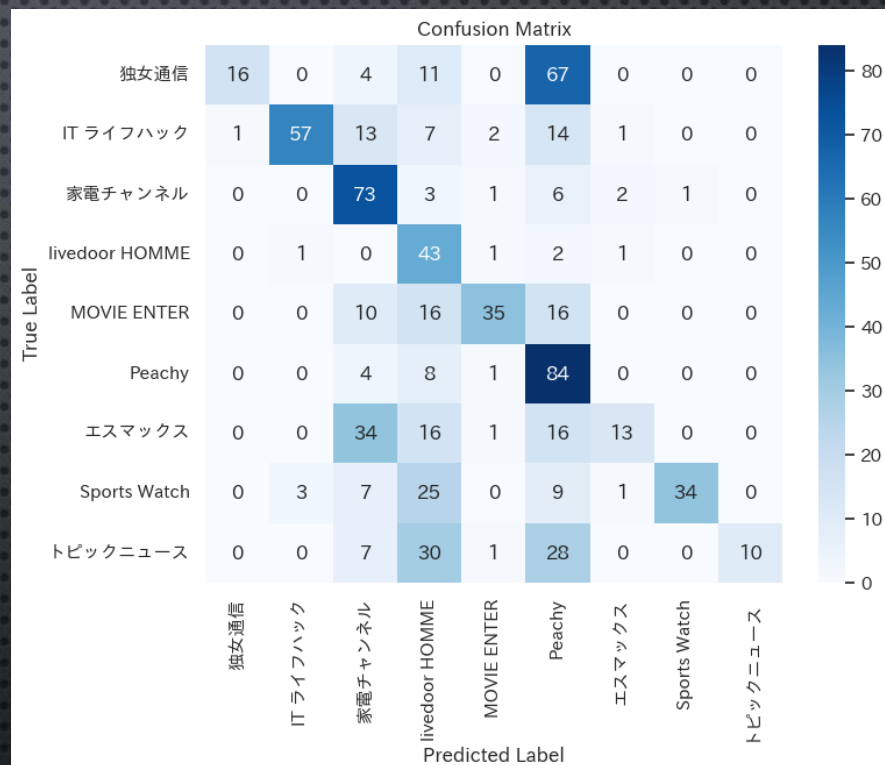 Confusion Matrix
True Label
独女通信 16 0 4 11 0 67 0 0 0
IT ライフハック 1 57 13 7 2 14 1 0 0
家電チャンネル 0 0 73 3 1 6 2 1 0
livedoor HOMME 0 1 0 43 1 2 1 0 0
MOVIE ENTER 0 0 10 16 35 16 0 0 0
Peachy 0 0 4 8 1 84 0 0 0
エスマックス 0 0 34 16 1 16 13 0 0
Sports Watch 0 3 7 25 0 9 1 34 0
トピックニュース 0 0 7 30 1 28 0 0 10
独女通信
IT ライフハック
家電チャンネル
livedoor HOMME
MOVIE ENTER
Peachy
エスマックス
Sports Watch
トピックニュース
Predicted Label
80
70
60
50
40
30
20
10
0